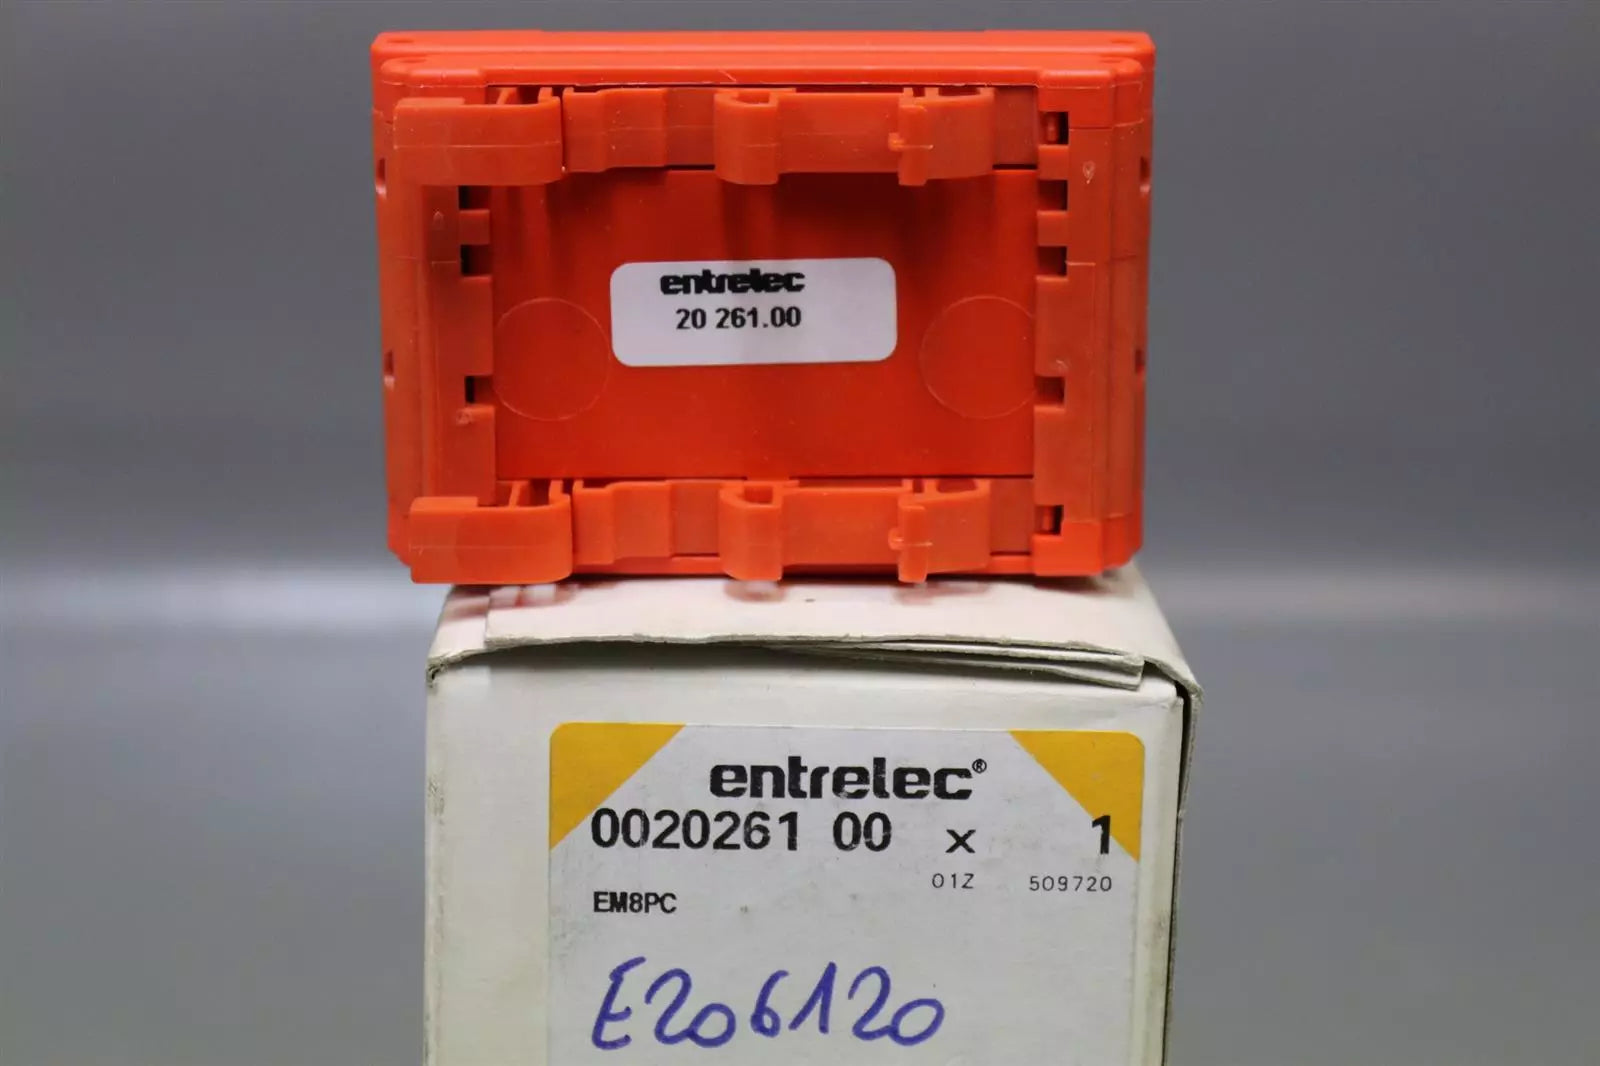 entrelec
20 261.00
entrelec®
0020261 00 x 1
01Z 509720
EM8PC
E206120